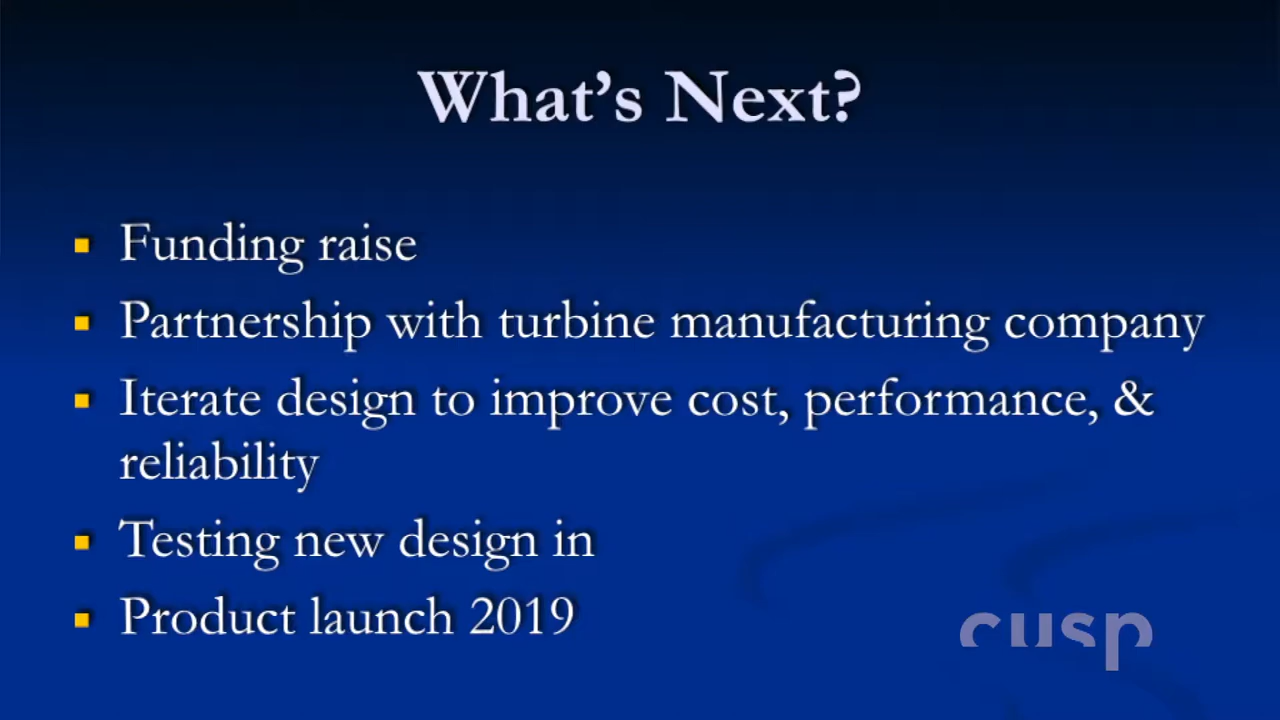 What's Next?
Funding raise
Partnership with turbine manufacturing company
Iterate design to improve cost, performance, &
reliability
Testing new design in
Product launch 2019
cusp